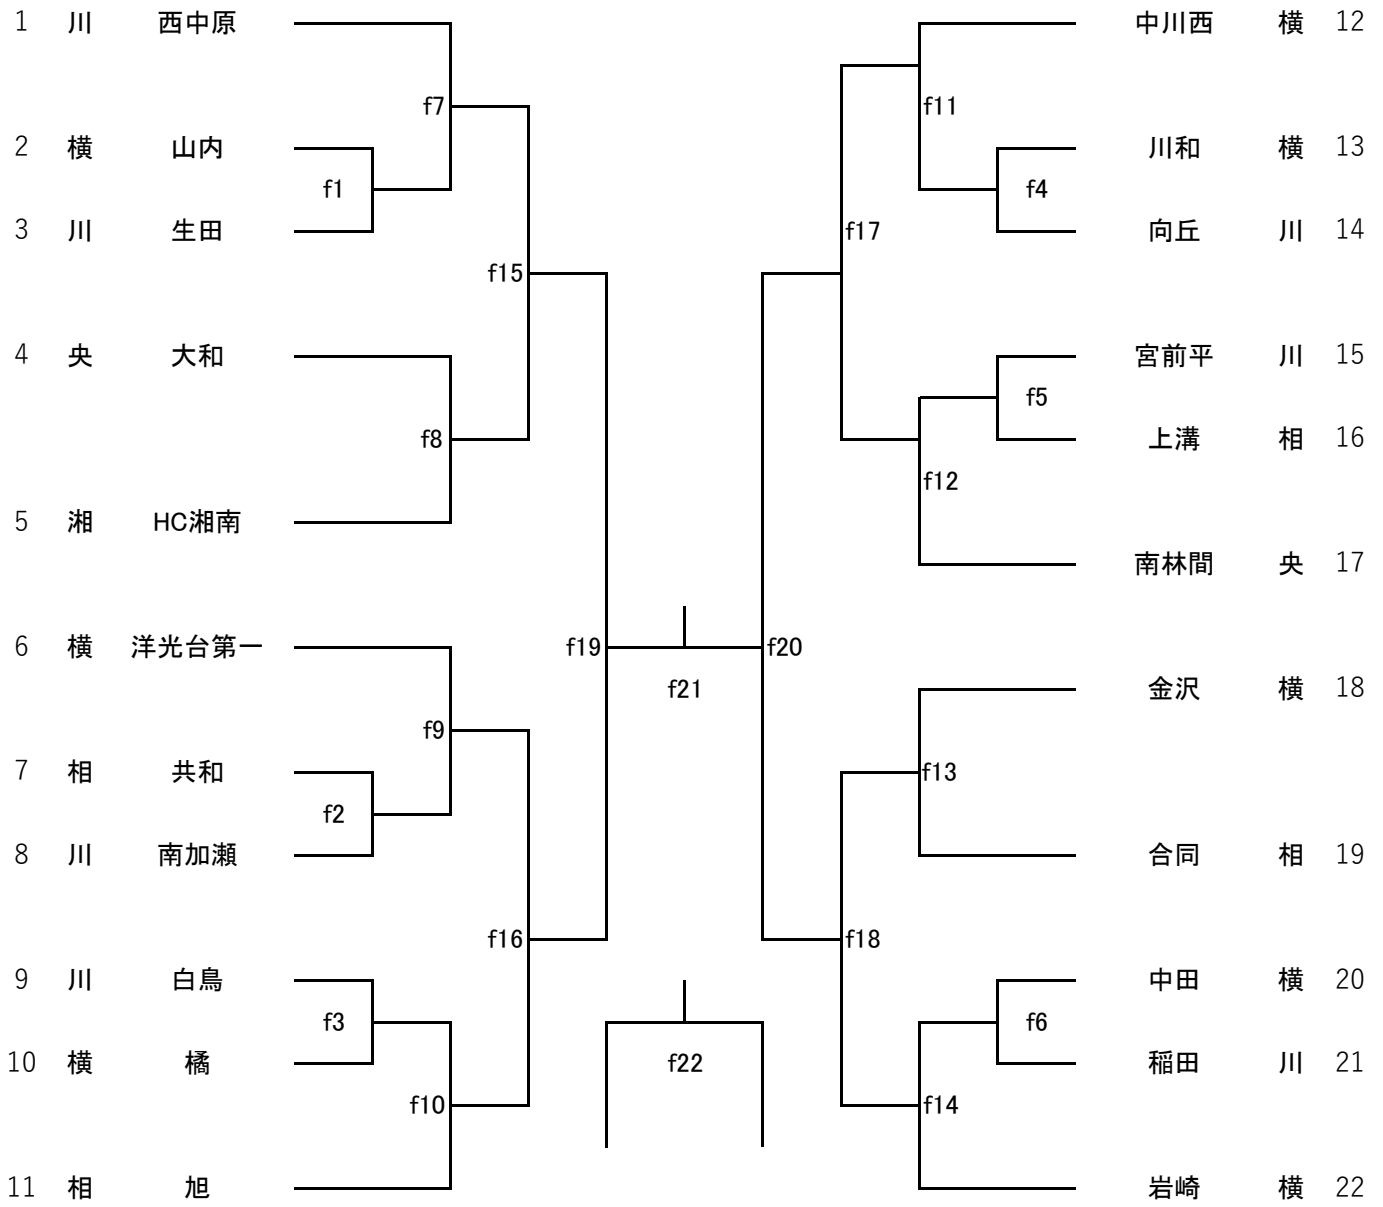 1 川 西中原
f7
2 横 山内
f1
3 川 生田
f15
4 央 大和
f8
5 湘 HC湘南
6 横 洋光台第一
f9
7 相 共和
f2
8 川 南加瀬
f16
9 川 白鳥
f3
10 横 橘
f10
11 相 旭
f19
f21
f20
f22
中川西 横 12
f11
川和 横 13
f4
向丘 川 14
f17
宮前平 川 15
f5
上溝 相 16
f12
南林間 央 17
金沢 横 18
f13
合同 相 19
f18
中田 横 20
f6
稲田 川 21
f14
岩崎 横 22